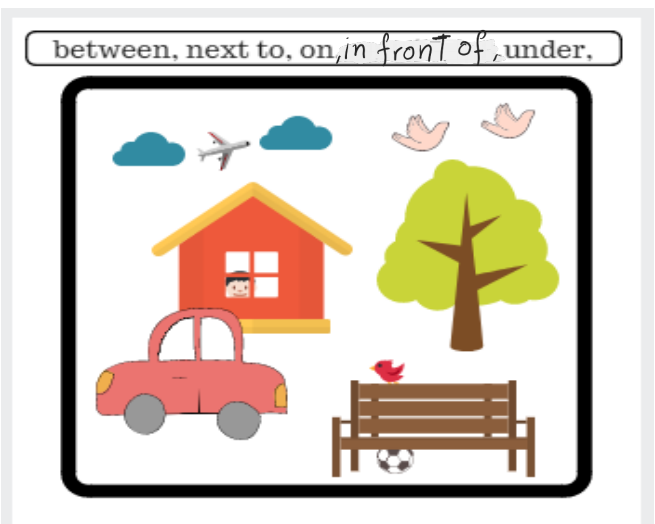 between, next to, on, in front of, under,